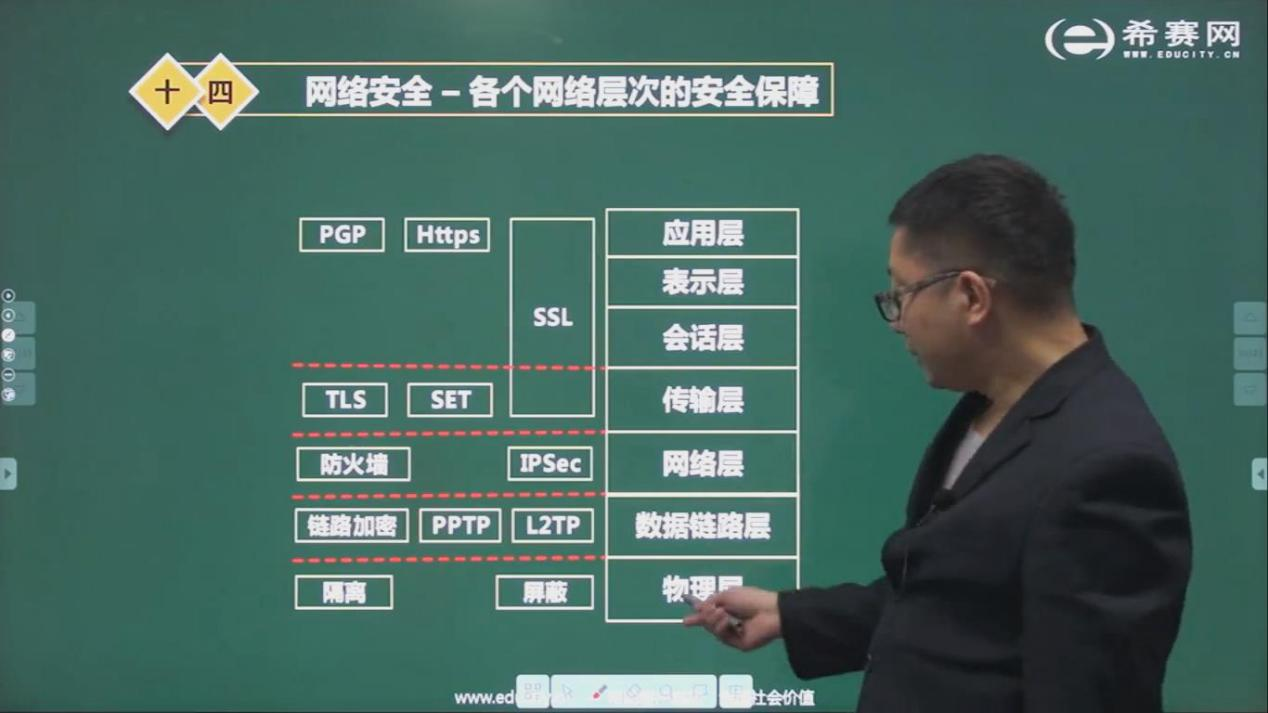 希赛网
WWW.EDUCITY.CN
十四
网络安全 – 各个网络层次的安全保障
PGP Https 应用层
表示层
SSL 会话层
TLS SET 传输层
防火墙 IPSec 网络层
链路加密 PPTP L2TP 数据链路层
隔离 屏蔽 物理层
www.edu 社会价值